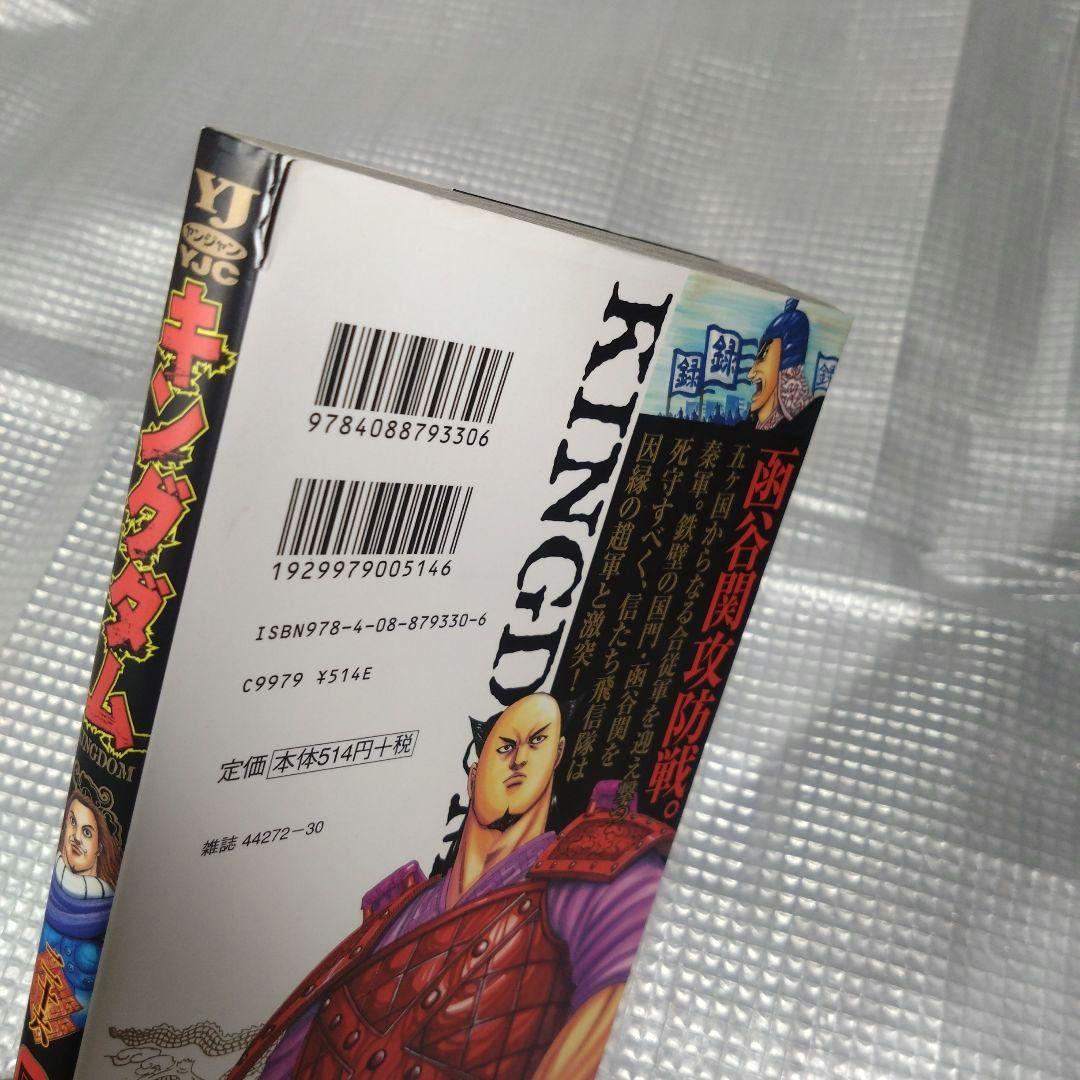 YJ
ヤンジャン
YJC
キングダム
KINGDOM
9784088793306
1929979005146
ISBN978-4-08-879330-6
C9979 ¥514E
定価 本体514円+税
雑誌 44272-30
KINGD
録
録
録
函谷関攻防戦。
五ヶ国からなる合従軍を迎え撃つ
秦軍。鉄壁の国門・函谷関を
死守すべく、信たち飛信隊は
因縁の趙軍と激突!